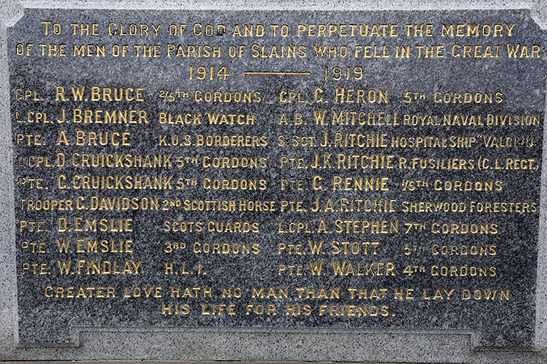 TO THE GLORY OF GOD AND TO PERPETUATE THE MEMORY
OF THE MEN OF THE PARISH OF SLAINS WHO FELL IN THE GREAT WAR
1914 — 1919
CPL. R.W. BRUCE 2/5TH GORDONS CPL. G. HERON 5TH GORDONS
L.CPL. J. BREMNER BLACK WATCH A.B. W. MITCHELL ROYAL NAVAL DIVISION
PTE. A BRUCE K.O.S. BORDERERS S.SGT. J. RITCHIE HOSPITAL SHIP
L.CPL. D. CRUICKSHANK 5TH GORDONS PTE. J.K. RITCHIE R. FUSILIERS (C.L. REGT.)
PTE. C. CRUICKSHANK 5TH GORDONS PTE. G. RENNIE 1/5TH GORDONS
TROOPER G. DAVIDSON 2ND SCOTTISH HORSE PTE. J.A. RITCHIE SHERWOOD FORESTERS
PTE. D. EMSLIE SCOTS GUARDS L.CPL. A. STEPHEN 7TH GORDONS
PTE. W. EMSLIE 3RD GORDONS PTE. W. STOTT 5TH GORDONS
PTE. W. FINDLAY H.L.I. PTE. W. WALKER 4TH GORDONS
GREATER LOVE HATH NO MAN THAN THAT HE LAY DOWN
HIS LIFE FOR HIS FRIENDS.